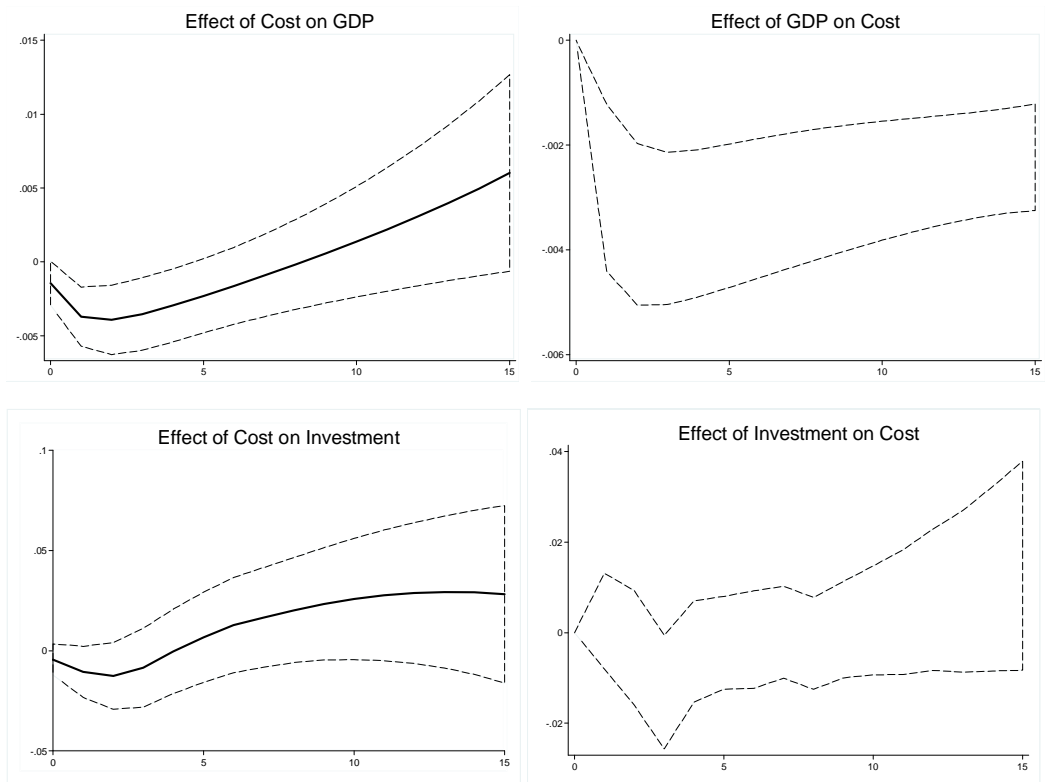 Effect of Cost on GDP
.015
.01
.005
0
-.005
0 5 10 15
Effect of GDP on Cost
0
-.002
-.004
-.006
0 5 10 15
Effect of Cost on Investment
.1
.05
0
-.05
0 5 10 15
Effect of Investment on Cost
.04
.02
0
-.02
0 5 10 15